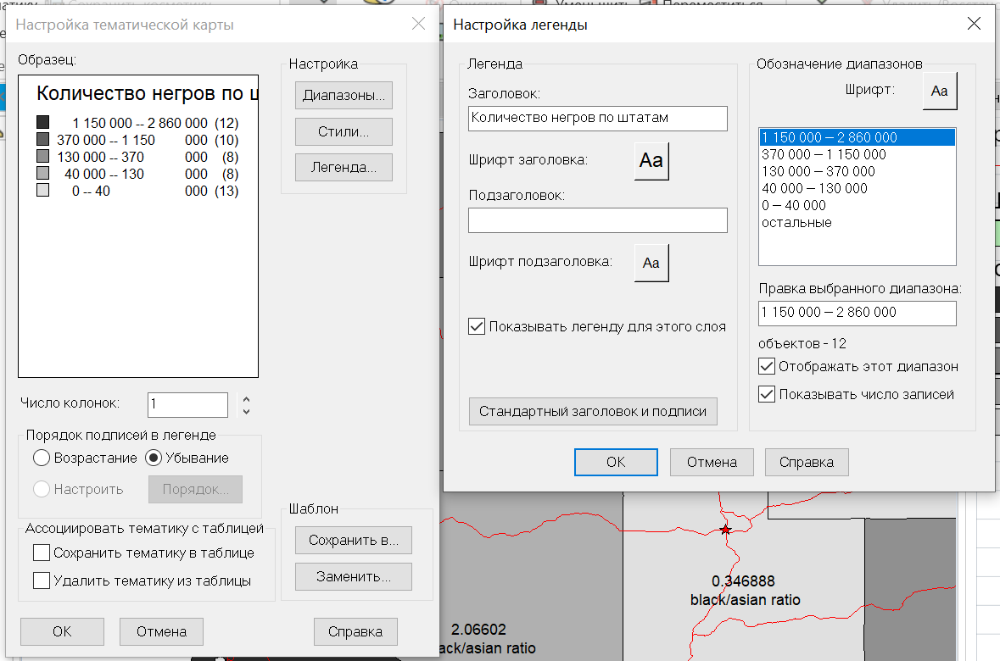 Настройка тематической карты
Образец:
Количество негров по ш
1 150 000 -- 2 860 000 (12)
370 000 -- 1 150 000 (10)
130 000 -- 370 000 (8)
40 000 -- 130 000 (8)
0 -- 40 000 (13)
Настройка
Диапазоны...
Стили...
Легенда...
Число колонок:
1
Порядок подписей в легенде
Возрастание
Убывание
Настроить
Порядок...
Ассоциировать тематику с таблицей
Сохранить тематику в таблице
Удалить тематику из таблицы
Шаблон
Сохранить в...
Заменить...
ОК
Отмена
Справка
Настройка легенды
Легенда
Заголовок:
Количество негров по штатам
Шрифт заголовка:
Aa
Подзаголовок:
Шрифт подзаголовка:
Aa
Показывать легенду для этого слоя
Стандартный заголовок и подписи
Обозначение диапазонов
Шрифт:
Aa
1 150 000 – 2 860 000
370 000 – 1 150 000
130 000 – 370 000
40 000 – 130 000
0 – 40 000
остальные
Правка выбранного диапазона:
1 150 000 – 2 860 000
объектов - 12
Отображать этот диапазон
Показывать число записей
ОК
Отмена
Справка
0.346888
black/asian ratio
2.06602
ack/asian ratio